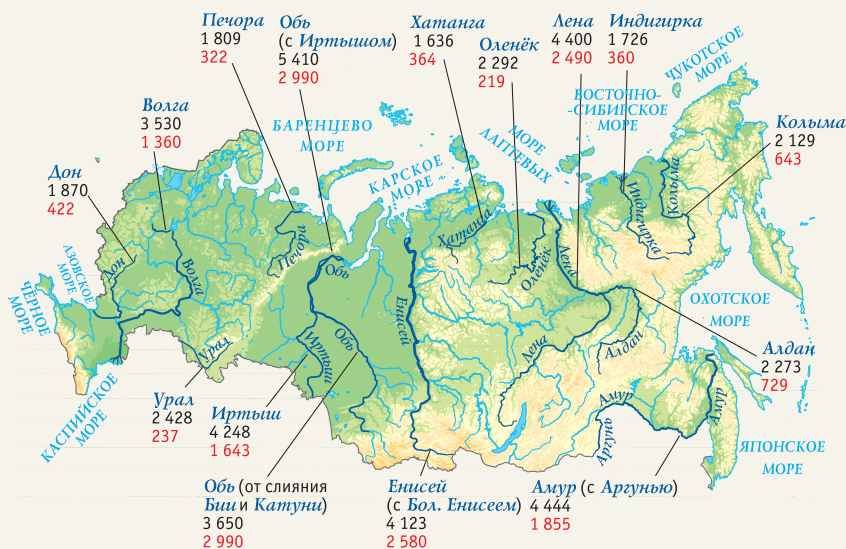 Печора
1 809
322
Обь
(с Иртышом)
5 410
2 990
Хатанга
1 636
364
Оленёк
2 292
219
Лена
4 400
2 490
Индигирка
1 726
360
ЧУКОТСКОЕ
МОРЕ
Волга
3 530
1 360
БАРЕНЦЕВО
МОРЕ
КАРСКОЕ
МОРЕ
МОРЕ
ЛАПТЕВЫХ
ВОСТОЧНО-
-СИБИРСКОЕ
МОРЕ
Колыма
2 129
643
Дон
1 870
422
АЗОВСКОЕ
МОРЕ
ЧЁРНОЕ
МОРЕ
Дон
Волга
Печора
Обь
Енисей
Хатанга
Оленёк
Лена
Индигирка
Колыма
ОХОТСКОЕ
МОРЕ
Урал
Иртыш
Обь
Лена
Алдан
Алдан
2 273
729
КАСПИЙСКОЕ
МОРЕ
Урал
2 428
237
Иртыш
4 248
1 643
Амур
Аргунь
Амур
ЯПОНСКОЕ
МОРЕ
Обь (от слияния
Бии и Катуни)
3 650
2 990
Енисей
(с Бол. Енисеем)
4 123
2 580
Амур (с Аргунью)
4 444
1 855